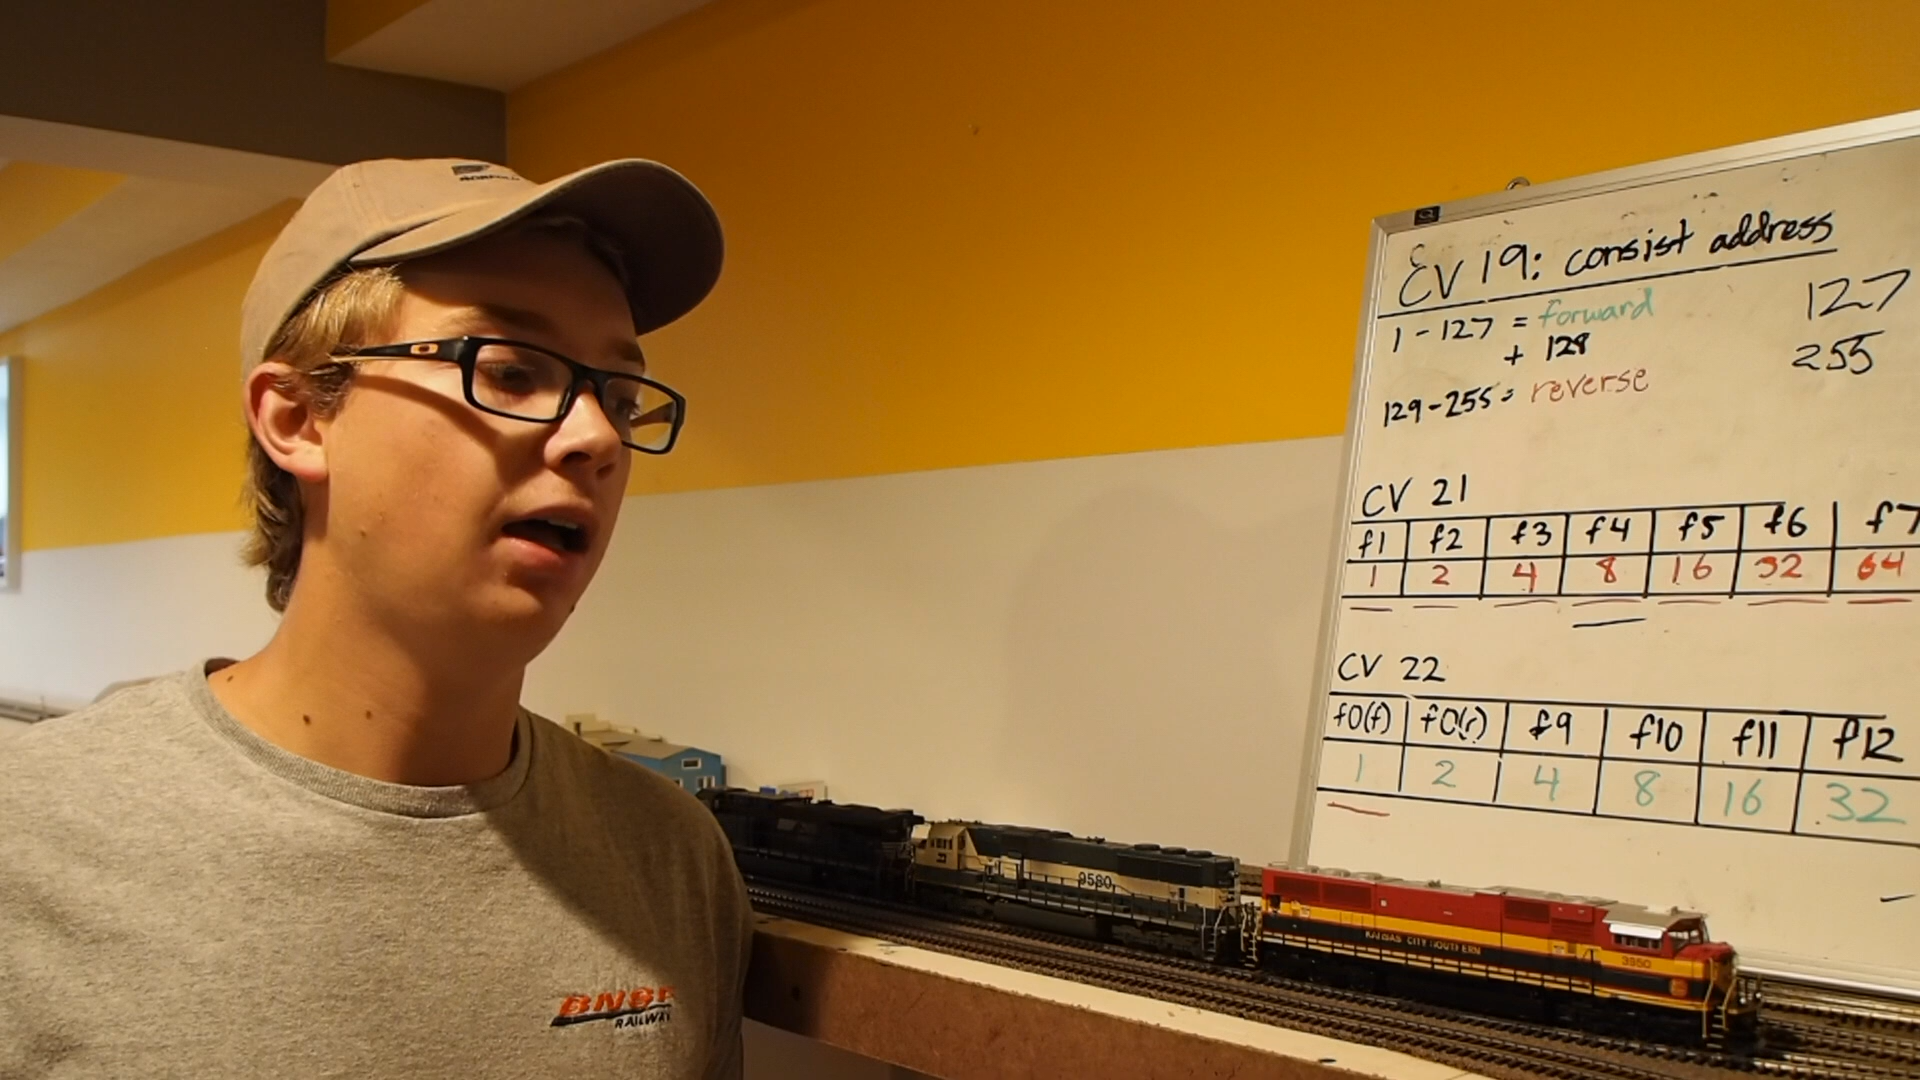 CV 19: consist address
1 - 127 = forward
+ 128
129-255 = reverse
127
255
CV 21
f1 f2 f3 f4 f5 f6 f7
1 2 4 8 16 32 64
CV 22
f0(f) f0(r) f9 f10 f11 f12
1 2 4 8 16 32
9580
KANSAS CITY SOUTHERN
3950
BNSF
RAILWAY